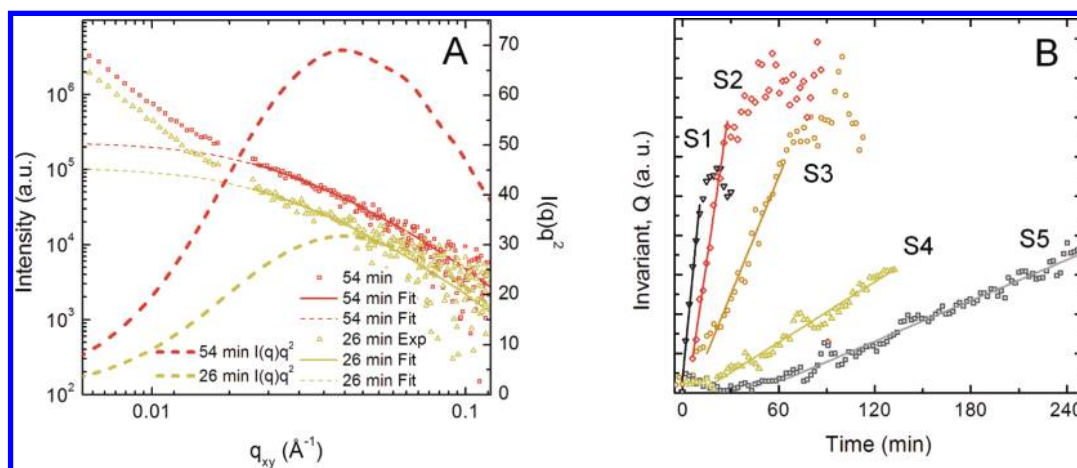 A
Intensity (a.u.)
10^6
10^5
10^4
10^3
10^2
54 min
54 min Fit
54 min Fit
26 min Exp
26 min Fit
26 min Fit
54 min I(q)q^2
26 min I(q)q^2
70
60
50
40
30
20
10
0
I(q)q^2
0.01
0.1
q_xy (Å^-1)
B
Invariant, Q (a. u.)
S1
S2
S3
S4
S5
0
60
120
180
240
Time (min)